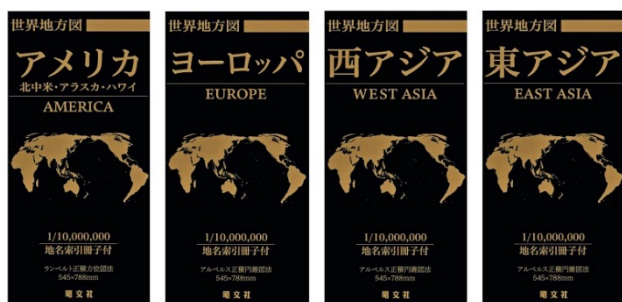 世界地方図
アメリカ
北中米・アラスカ・ハワイ
AMERICA
1/10,000,000
地名索引冊子付
ランベルト正積方位図法
545×788mm
昭文社
世界地方図
ヨーロッパ
EUROPE
1/10,000,000
地名索引冊子付
アルベルス正積円錐図法
545×788mm
昭文社
世界地方図
西アジア
WEST ASIA
1/10,000,000
地名索引冊子付
アルベルス正積円錐図法
545×788mm
昭文社
世界地方図
東アジア
EAST ASIA
1/10,000,000
地名索引冊子付
アルベルス正積円錐図法
545×788mm
昭文社